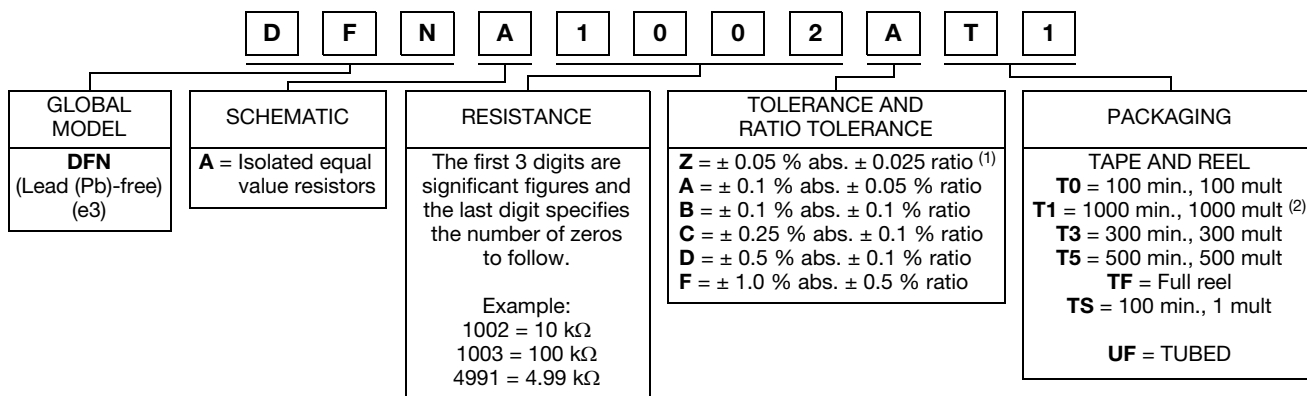 D F N A 1 0 0 2 A T 1
GLOBAL
MODEL
DFN
(Lead (Pb)-free)
(e3)
SCHEMATIC
A = Isolated equal
value resistors
RESISTANCE
The first 3 digits are
significant figures and
the last digit specifies
the number of zeros
to follow.
Example:
1002 = 10 kΩ
1003 = 100 kΩ
4991 = 4.99 kΩ
TOLERANCE AND
RATIO TOLERANCE
Z = ± 0.05 % abs. ± 0.025 ratio (1)
A = ± 0.1 % abs. ± 0.05 % ratio
B = ± 0.1 % abs. ± 0.1 % ratio
C = ± 0.25 % abs. ± 0.1 % ratio
D = ± 0.5 % abs. ± 0.1 % ratio
F = ± 1.0 % abs. ± 0.5 % ratio
PACKAGING
TAPE AND REEL
T0 = 100 min., 100 mult
T1 = 1000 min., 1000 mult (2)
T3 = 300 min., 300 mult
T5 = 500 min., 500 mult
TF = Full reel
TS = 100 min., 1 mult
UF = TUBED